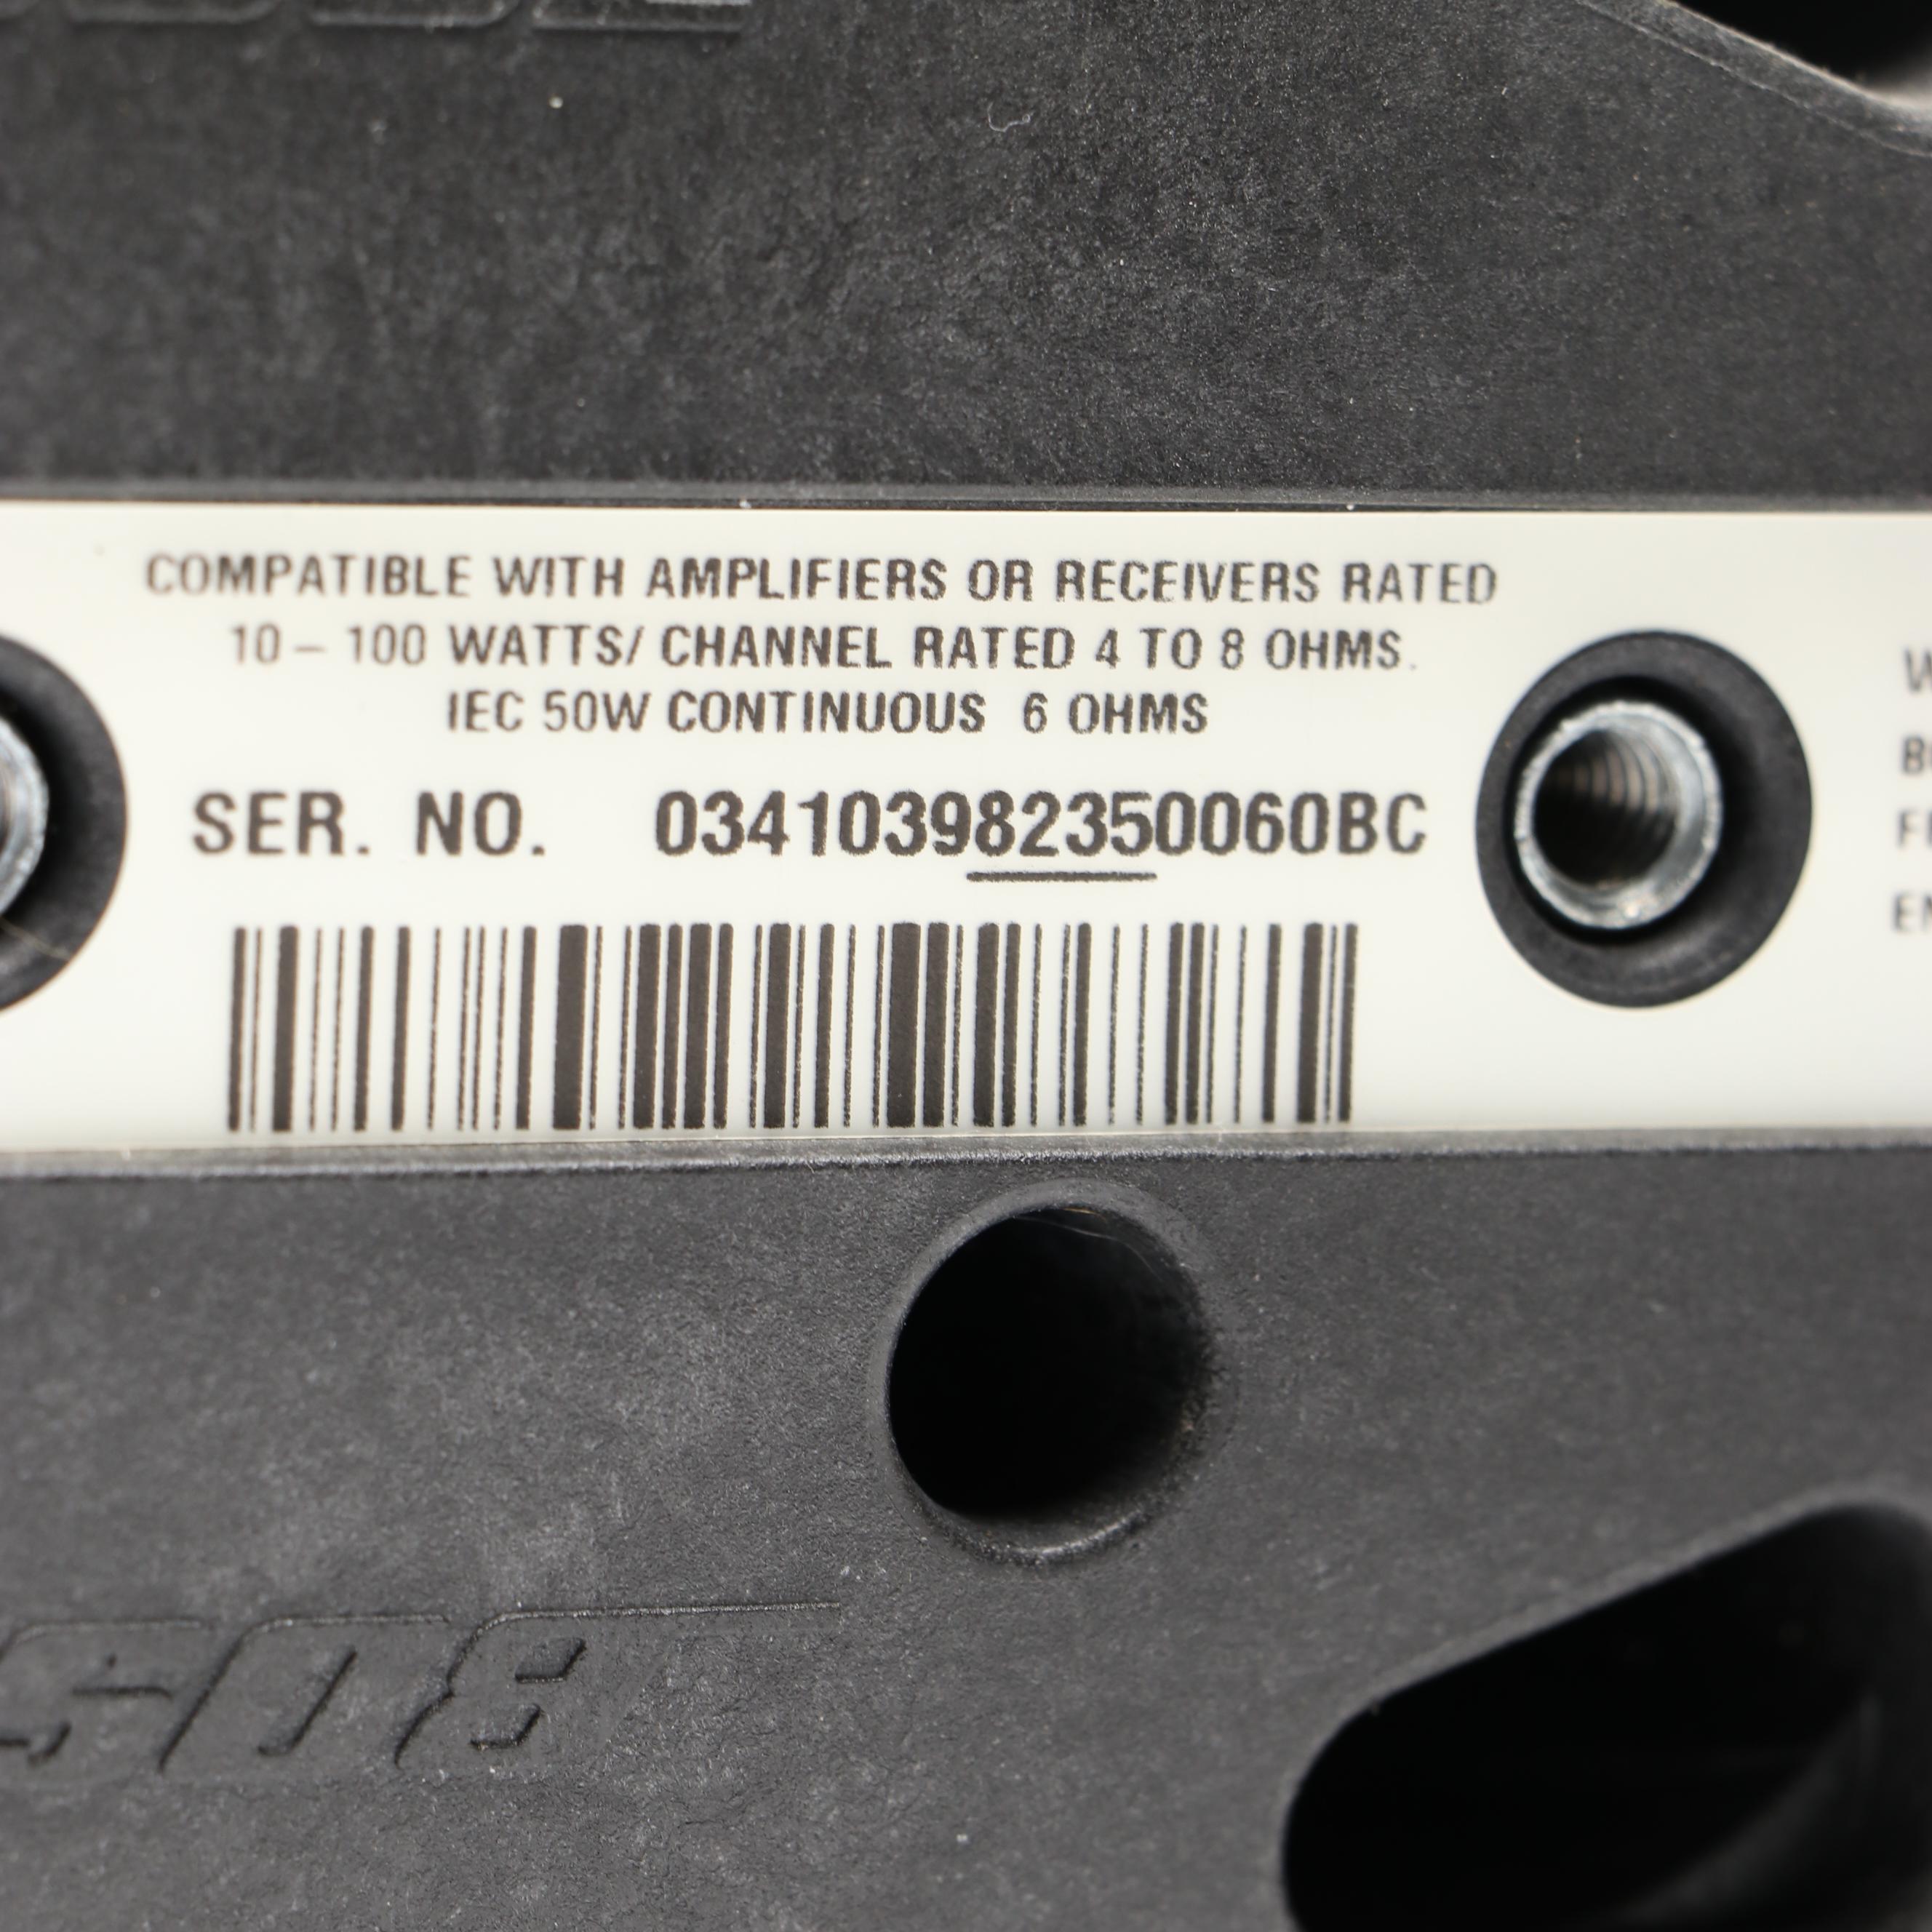 COMPATIBLE WITH AMPLIFIERS OR RECEIVERS RATED
10 – 100 WATTS/ CHANNEL RATED 4 TO 8 OHMS.
IEC 50W CONTINUOUS 6 OHMS
SER. NO. 034103982350060BC